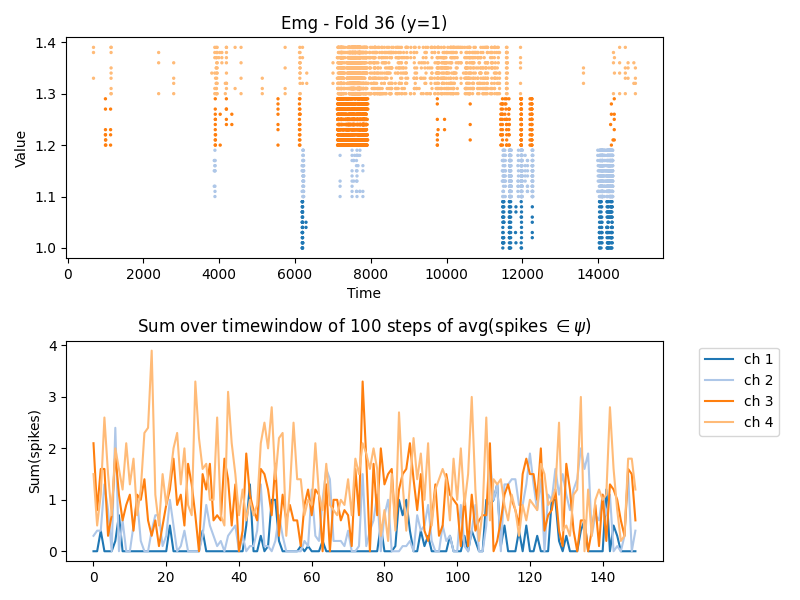 Emg - Fold 36 (y=1)
Value
1.4
1.3
1.2
1.1
1.0
0 2000 4000 6000 8000 10000 12000 14000
Time
Sum over timewindow of 100 steps of avg(spikes ∈ ψ)
Sum(spikes)
4
3
2
1
0
0 20 40 60 80 100 120 140
ch 1
ch 2
ch 3
ch 4